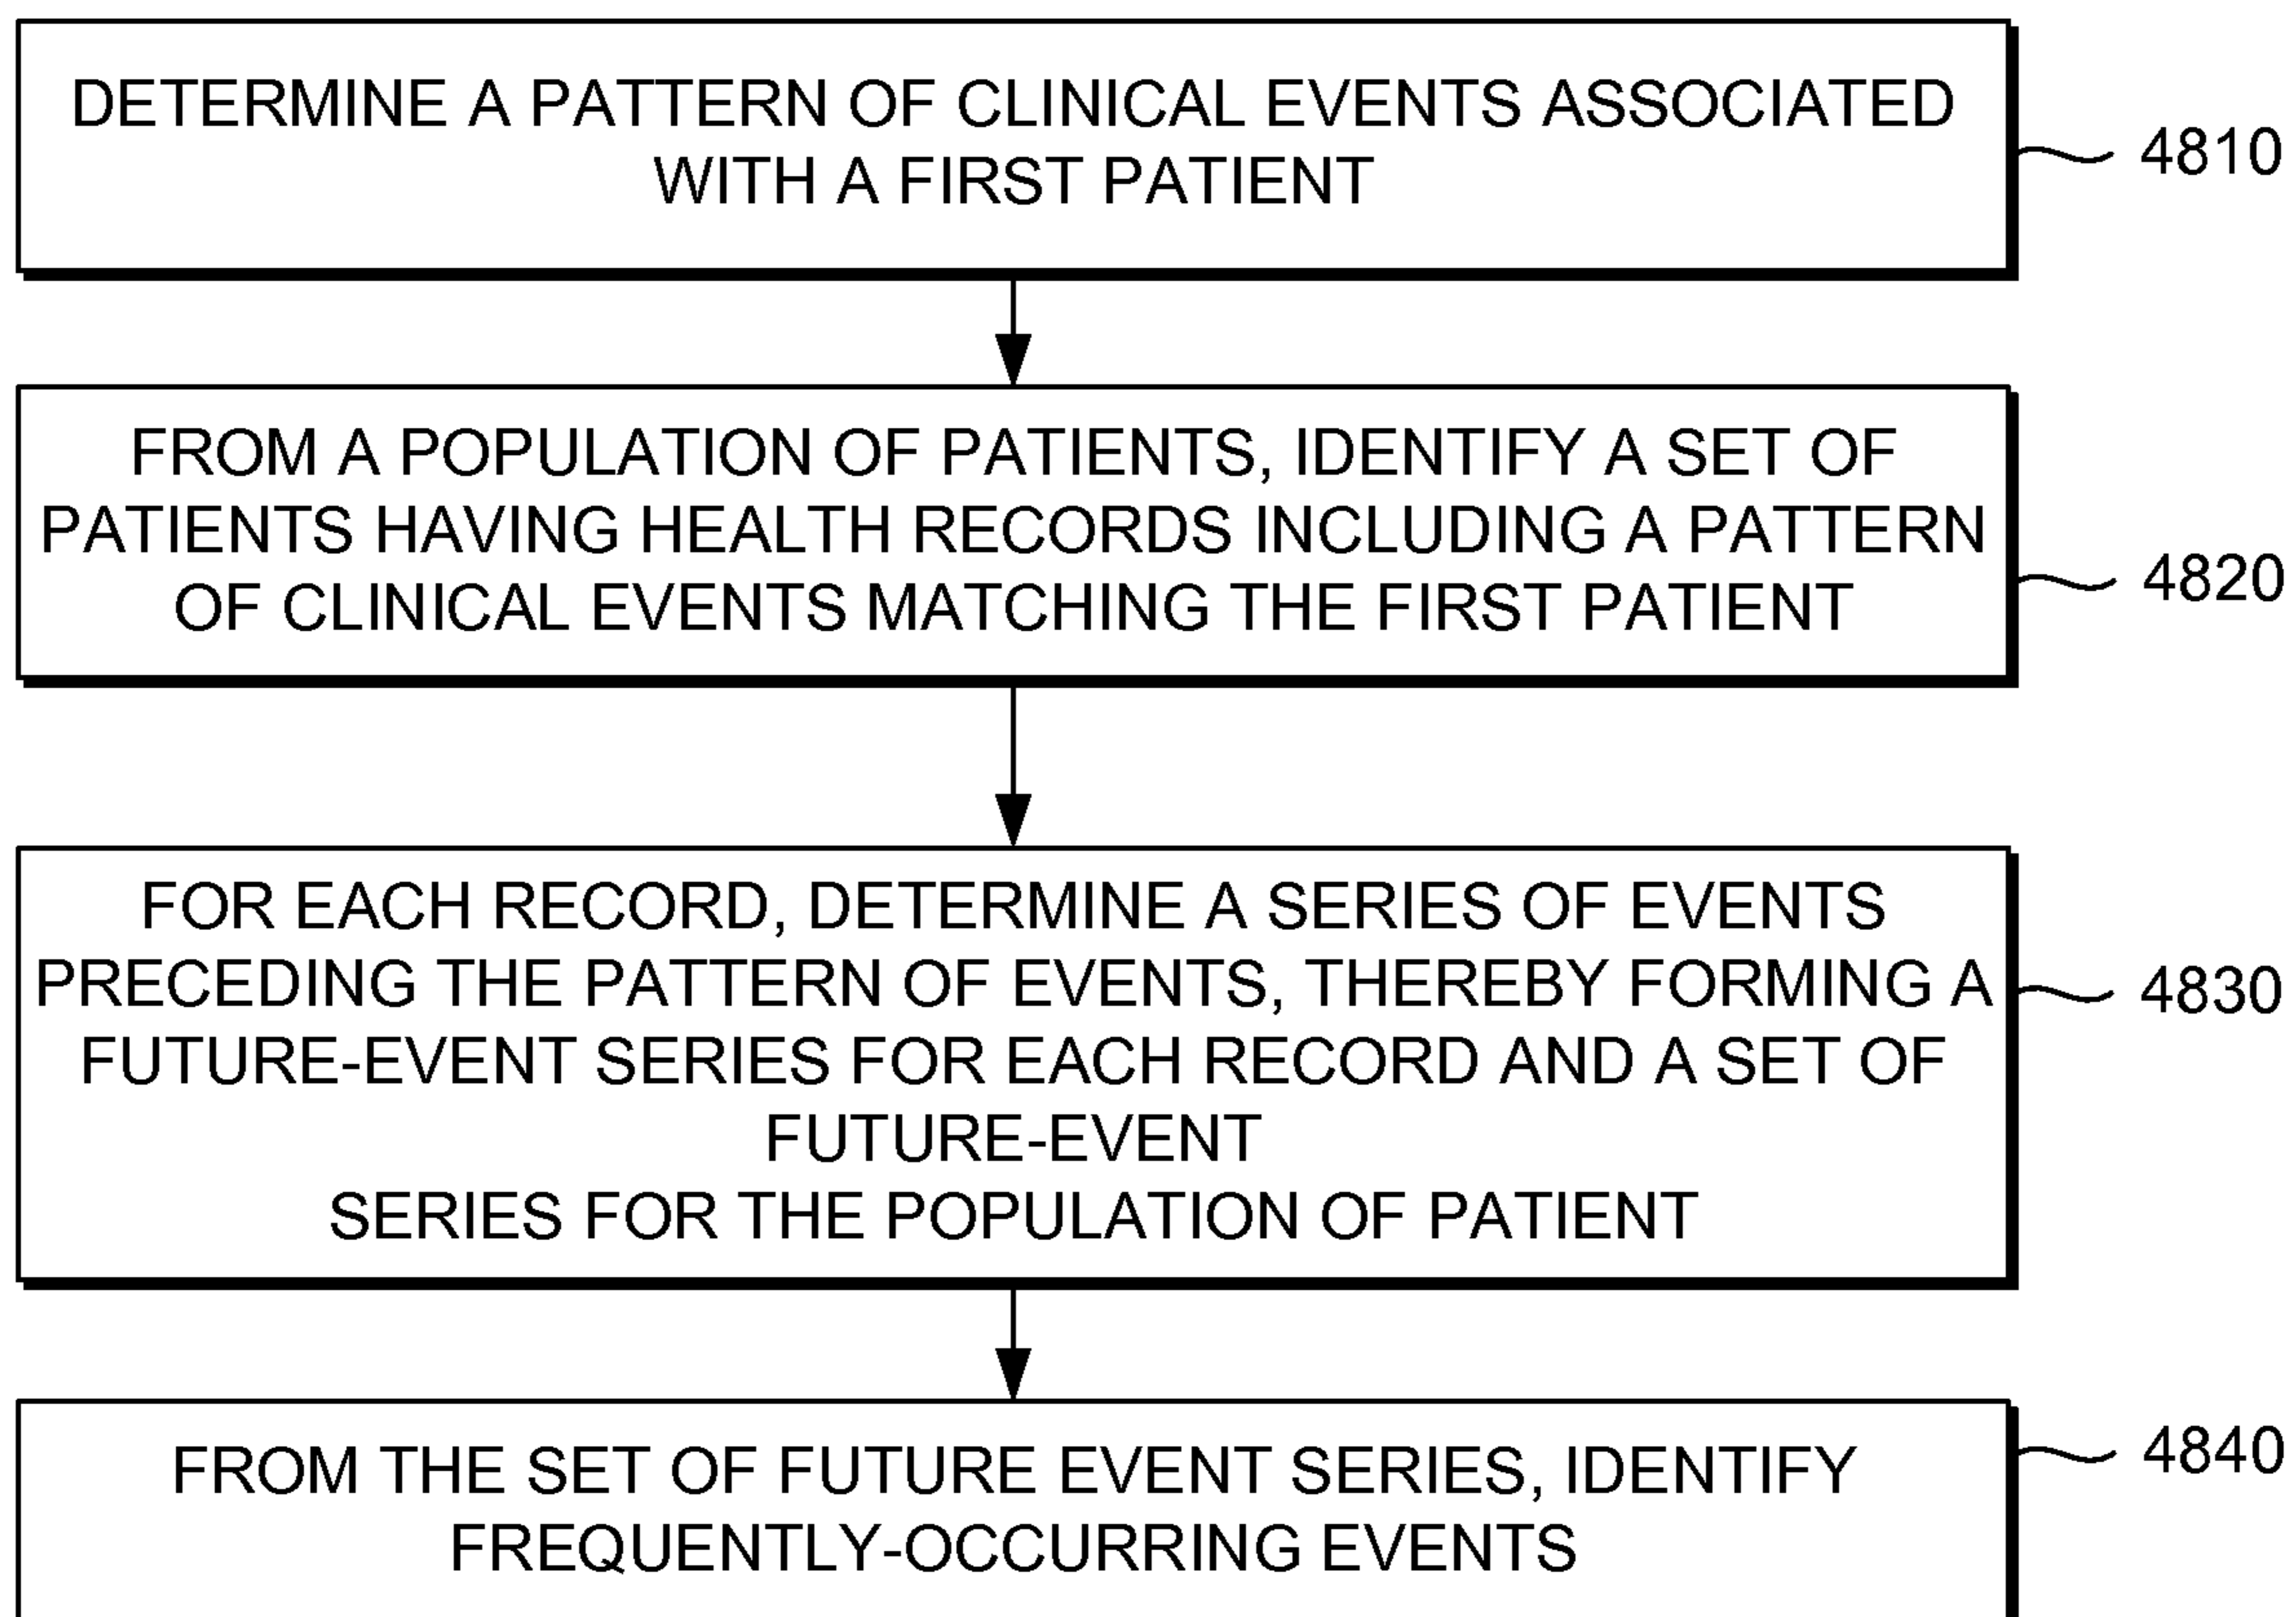 DETERMINE A PATTERN OF CLINICAL EVENTS ASSOCIATED
WITH A FIRST PATIENT
4810
FROM A POPULATION OF PATIENTS, IDENTIFY A SET OF
PATIENTS HAVING HEALTH RECORDS INCLUDING A PATTERN
OF CLINICAL EVENTS MATCHING THE FIRST PATIENT
4820
FOR EACH RECORD, DETERMINE A SERIES OF EVENTS
PRECEDING THE PATTERN OF EVENTS, THEREBY FORMING A
FUTURE-EVENT SERIES FOR EACH RECORD AND A SET OF
FUTURE-EVENT
SERIES FOR THE POPULATION OF PATIENT
4830
FROM THE SET OF FUTURE EVENT SERIES, IDENTIFY
FREQUENTLY-OCCURRING EVENTS
4840